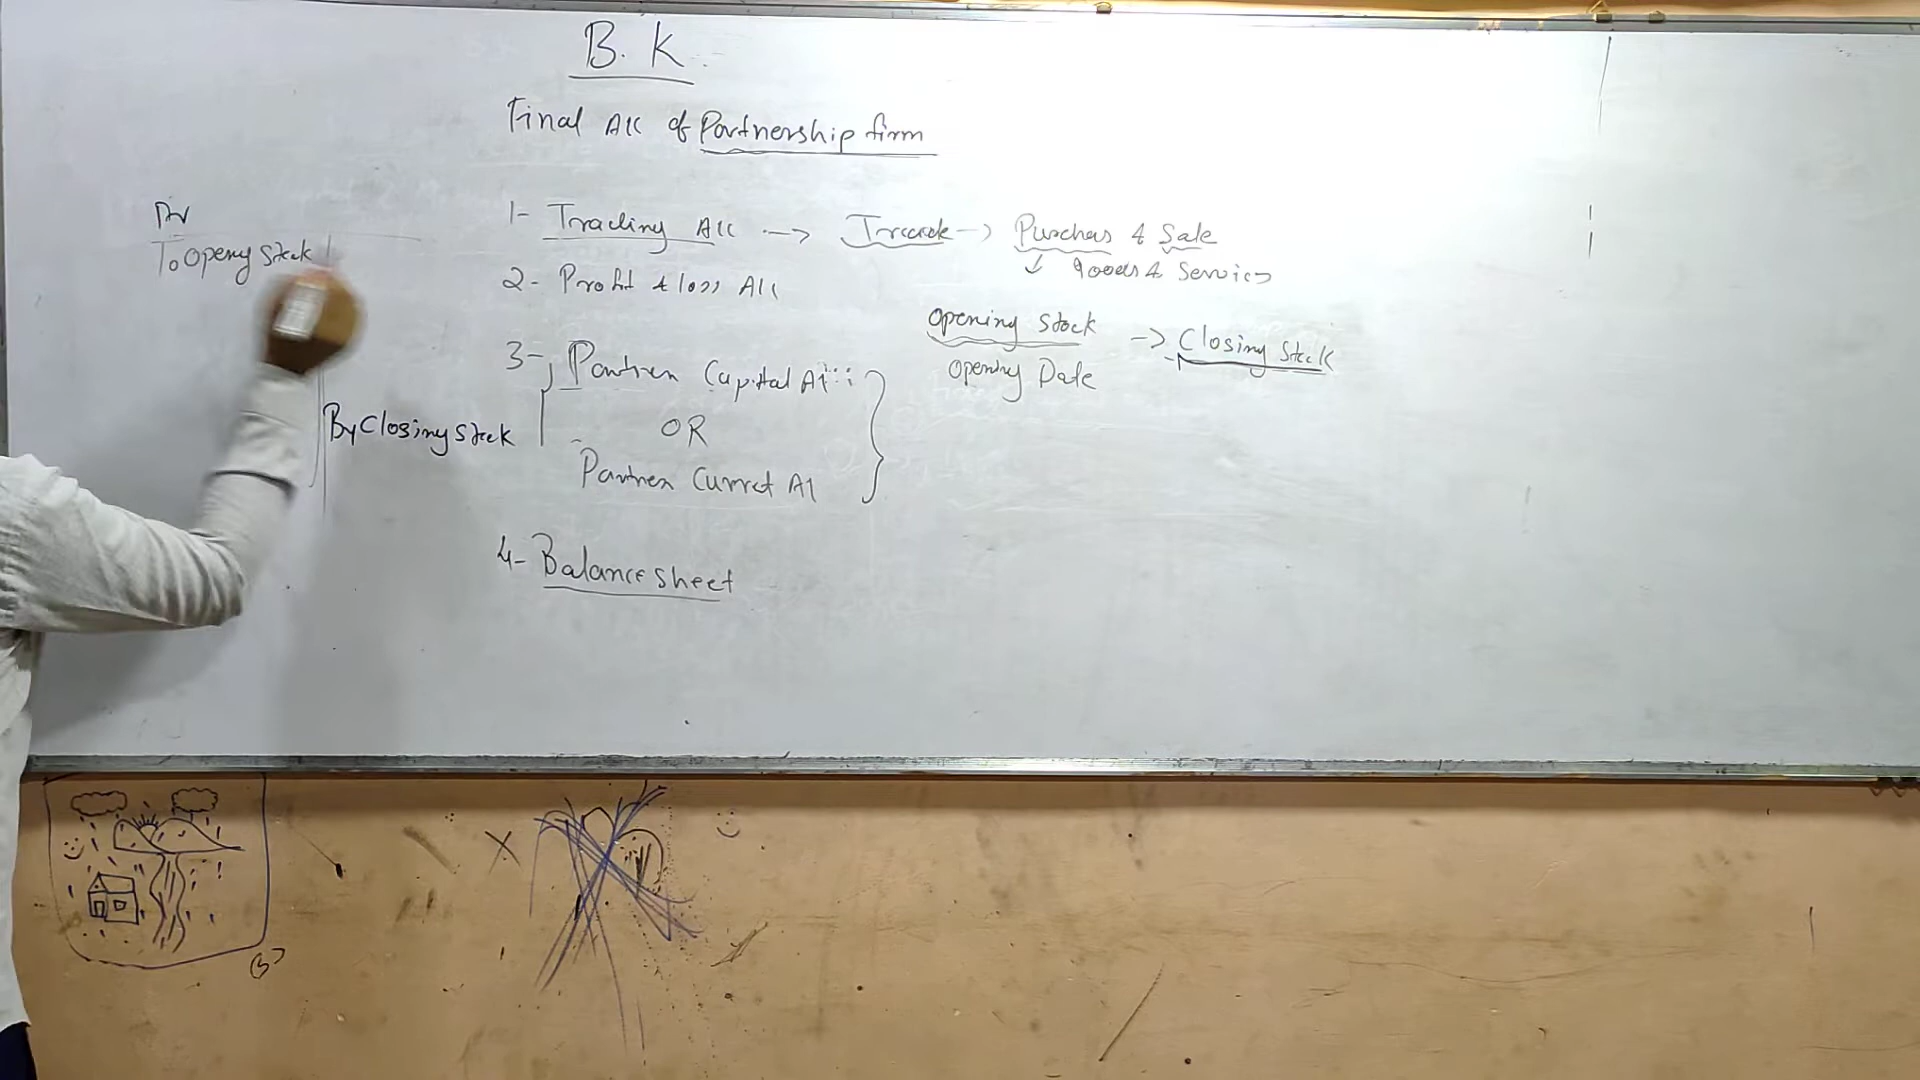 B. K.
Final A/c of Partnership firm
Dr
To Openy Stock
1- Trading A/c → Trade → Purchas & Sale
↓ goods & Services
2- Profit & loss A/c
Opening Stock → Closing Stock
Opening Date
3- Partner Capital A/c
OR
By Closing Stock
Partner Current A/
4- Balance sheet